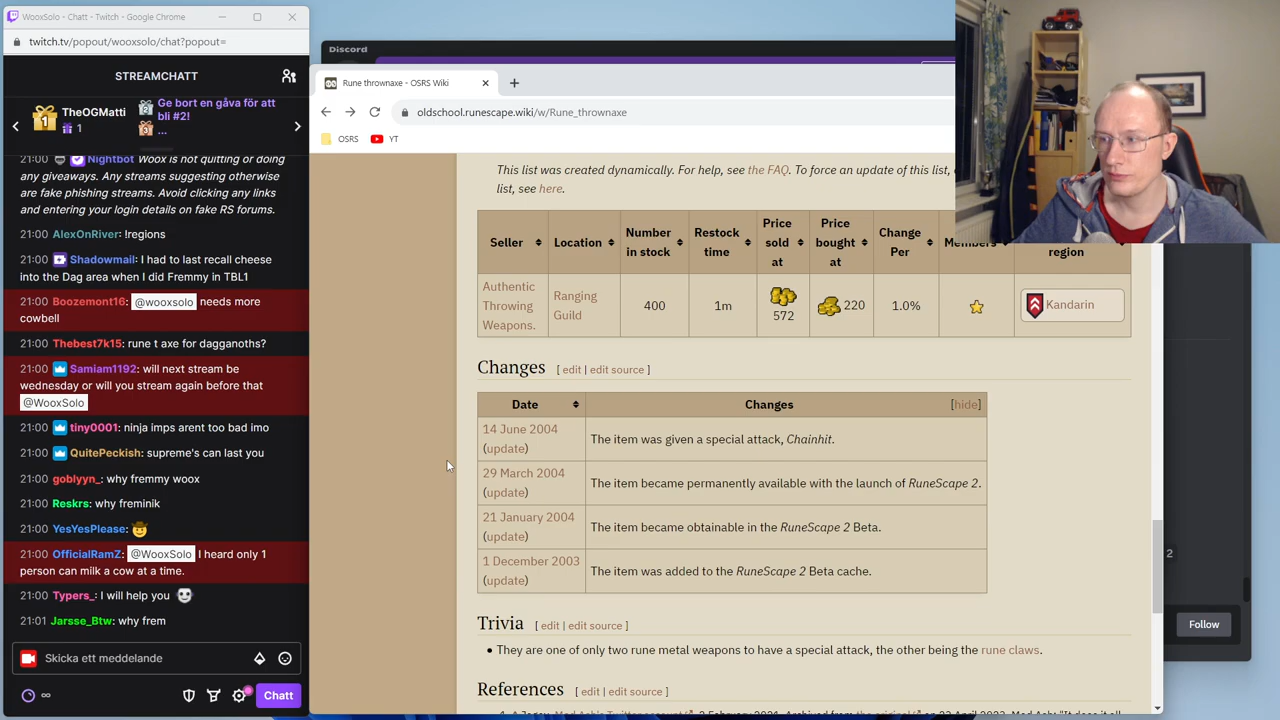 WooxSolo - Chatt - Twitch - Google Chrome
twitch.tv/popout/wooxsolo/chat?popout=
STREAMCHATT
TheOGMatti
1
Ge bort en gåva för att
bli #2!
...
21:00 Nightbot Woox is not quitting or doing
any giveaways. Any streams suggesting otherwise
are fake phishing streams. Avoid clicking any links
and entering your login details on fake RS forums.
21:00 AlexOnRiver: !regions
21:00 Shadowmail: I had to last recall cheese
into the Dag area when I did Fremmy in TBL1
21:00 Boozemont16: @wooxsolo needs more
cowbell
21:00 Thebest7k15: rune t axe for dagganoths?
21:00 Samiam1192: will next stream be
wednesday or will you stream again before that
@WooxSolo
21:00 tiny0001: ninja imps arent too bad imo
21:00 QuitePeckish: supreme's can last you
21:00 goblyyn_: why fremmy woox
21:00 Reskrs: why freminik
21:00 YesYesPlease:
21:00 OfficialRamZ: @WooxSolo I heard only 1
person can milk a cow at a time.
21:00 Typers_: I will help you
21:01 Jarsse_Btw: why frem
Skicka ett meddelande
∞
Chatt
Discord
Rune thrownaxe - OSRS Wiki
oldschool.runescape.wiki/w/Rune_thrownaxe
OSRS
YT
This list was created dynamically. For help, see the FAQ. To force an update of this list,
list, see here.
Seller
Location
Number
in stock
Restock
time
Price
sold
at
Price
bought
at
Change
Per
Members
region
Authentic
Throwing
Weapons.
Ranging
Guild
400
1m
572
220
1.0%
Kandarin
Changes [ edit | edit source ]
Date
Changes
[hide]
14 June 2004
(update)
The item was given a special attack, Chainhit.
29 March 2004
(update)
The item became permanently available with the launch of RuneScape 2.
21 January 2004
(update)
The item became obtainable in the RuneScape 2 Beta.
1 December 2003
(update)
The item was added to the RuneScape 2 Beta cache.
Trivia [ edit | edit source ]
• They are one of only two rune metal weapons to have a special attack, the other being the rune claws.
References [ edit | edit source ]
2
Follow